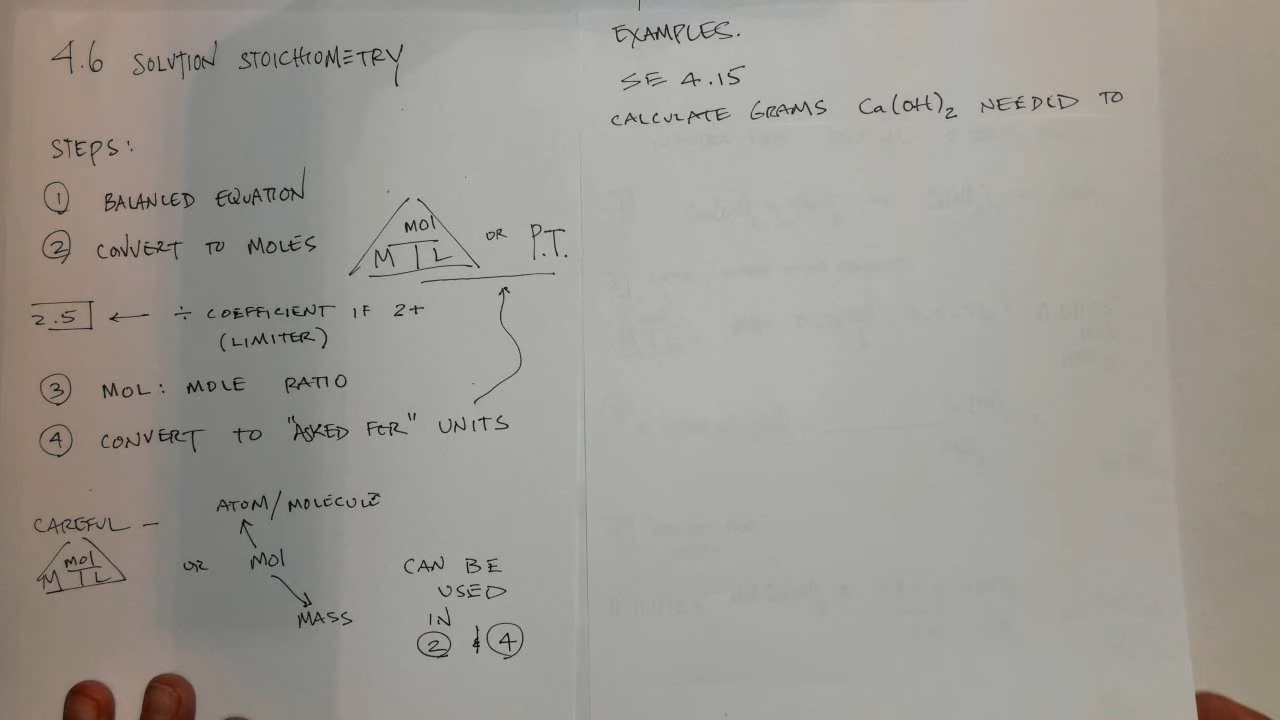 4.6 SOLUTION STOICHIOMETRY
STEPS:
① BALANCED EQUATION
② CONVERT TO MOLES
mol
M L
OR P.T.
2.5 ← ÷ COEFFICIENT IF 2+
(LIMITER)
③ MOL: MOLE RATIO
④ CONVERT TO "ASKED FOR" UNITS
CAREFUL -
mol
M L
OR
ATOM/MOLECULE
Mol
MASS
CAN BE
USED
IN
② & ④
EXAMPLES.
SE 4.15
CALCULATE GRAMS Ca(OH)₂ NEEDED TO